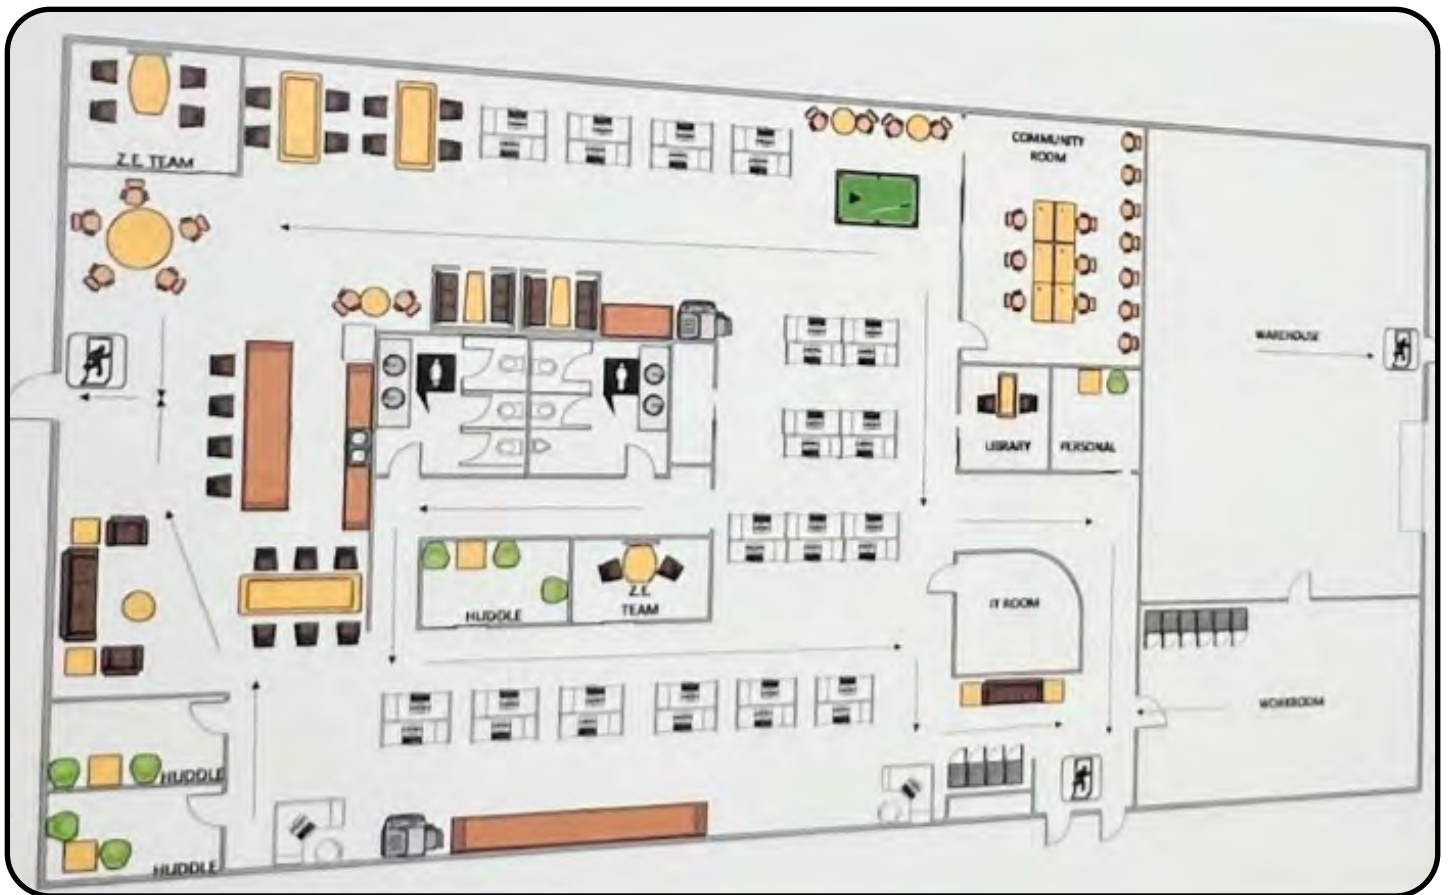 Z.E. TEAM
COMMUNITY
ROOM
WAREHOUSE
LIBRARY
PERSONAL
HUDDLE
Z.E.
TEAM
IT ROOM
WORKROOM
HUDDLE
HUDDLE